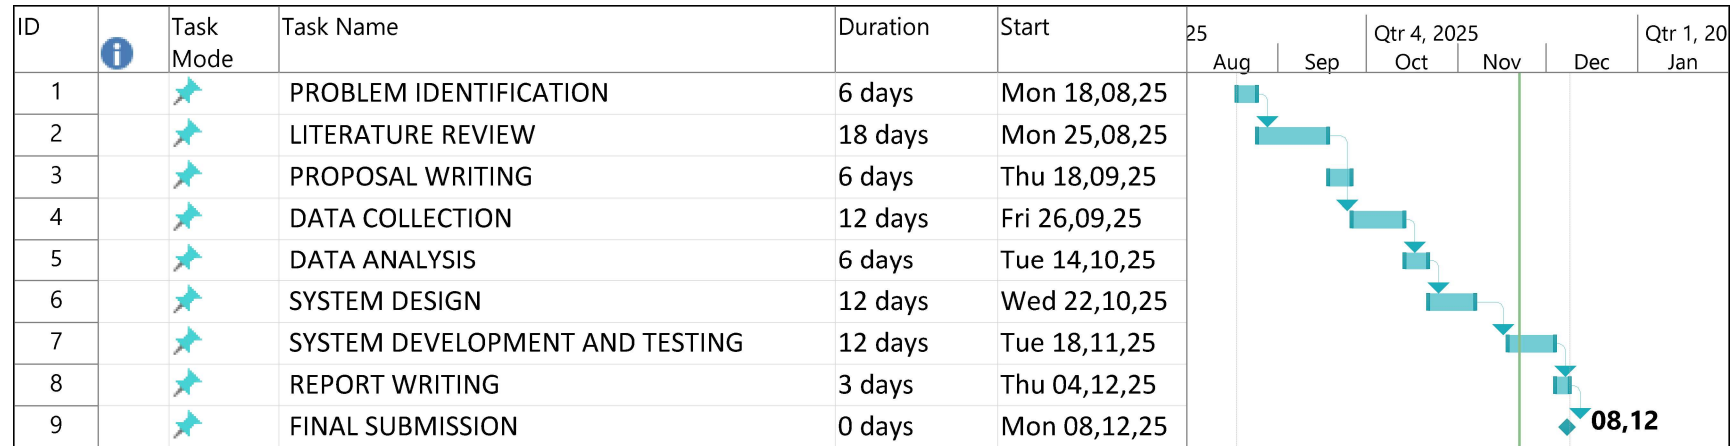 ID Task Mode Task Name Duration Start 25 Qtr 4, 2025 Qtr 1, 20
Aug Sep Oct Nov Dec Jan
1 PROBLEM IDENTIFICATION 6 days Mon 18,08,25
2 LITERATURE REVIEW 18 days Mon 25,08,25
3 PROPOSAL WRITING 6 days Thu 18,09,25
4 DATA COLLECTION 12 days Fri 26,09,25
5 DATA ANALYSIS 6 days Tue 14,10,25
6 SYSTEM DESIGN 12 days Wed 22,10,25
7 SYSTEM DEVELOPMENT AND TESTING 12 days Tue 18,11,25
8 REPORT WRITING 3 days Thu 04,12,25
9 FINAL SUBMISSION 0 days Mon 08,12,25 08,12